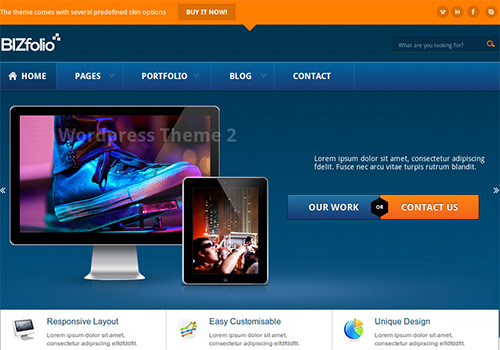 The theme comes with several predefined skin options
BUY IT NOW!
BIZfolio
What are you looking for?
HOME PAGES PORTFOLIO BLOG CONTACT
Wordpress Theme 2
Lorem ipsum dolor sit amet, consectetur adipiscing
fdelit. Fusce nec arcu vitae turpis rutrum blandit.
OUR WORK OR CONTACT US
Responsive Layout
Lorem ipsum dolor sit amet,
consectetur adipiscing elfdfdfit.
Easy Customisable
Lorem ipsum dolor sit amet,
consectetur adipiscing elfdfdfit.
Unique Design
Lorem ipsum dolor sit amet,
consectetur adipiscing elfdfdfit.